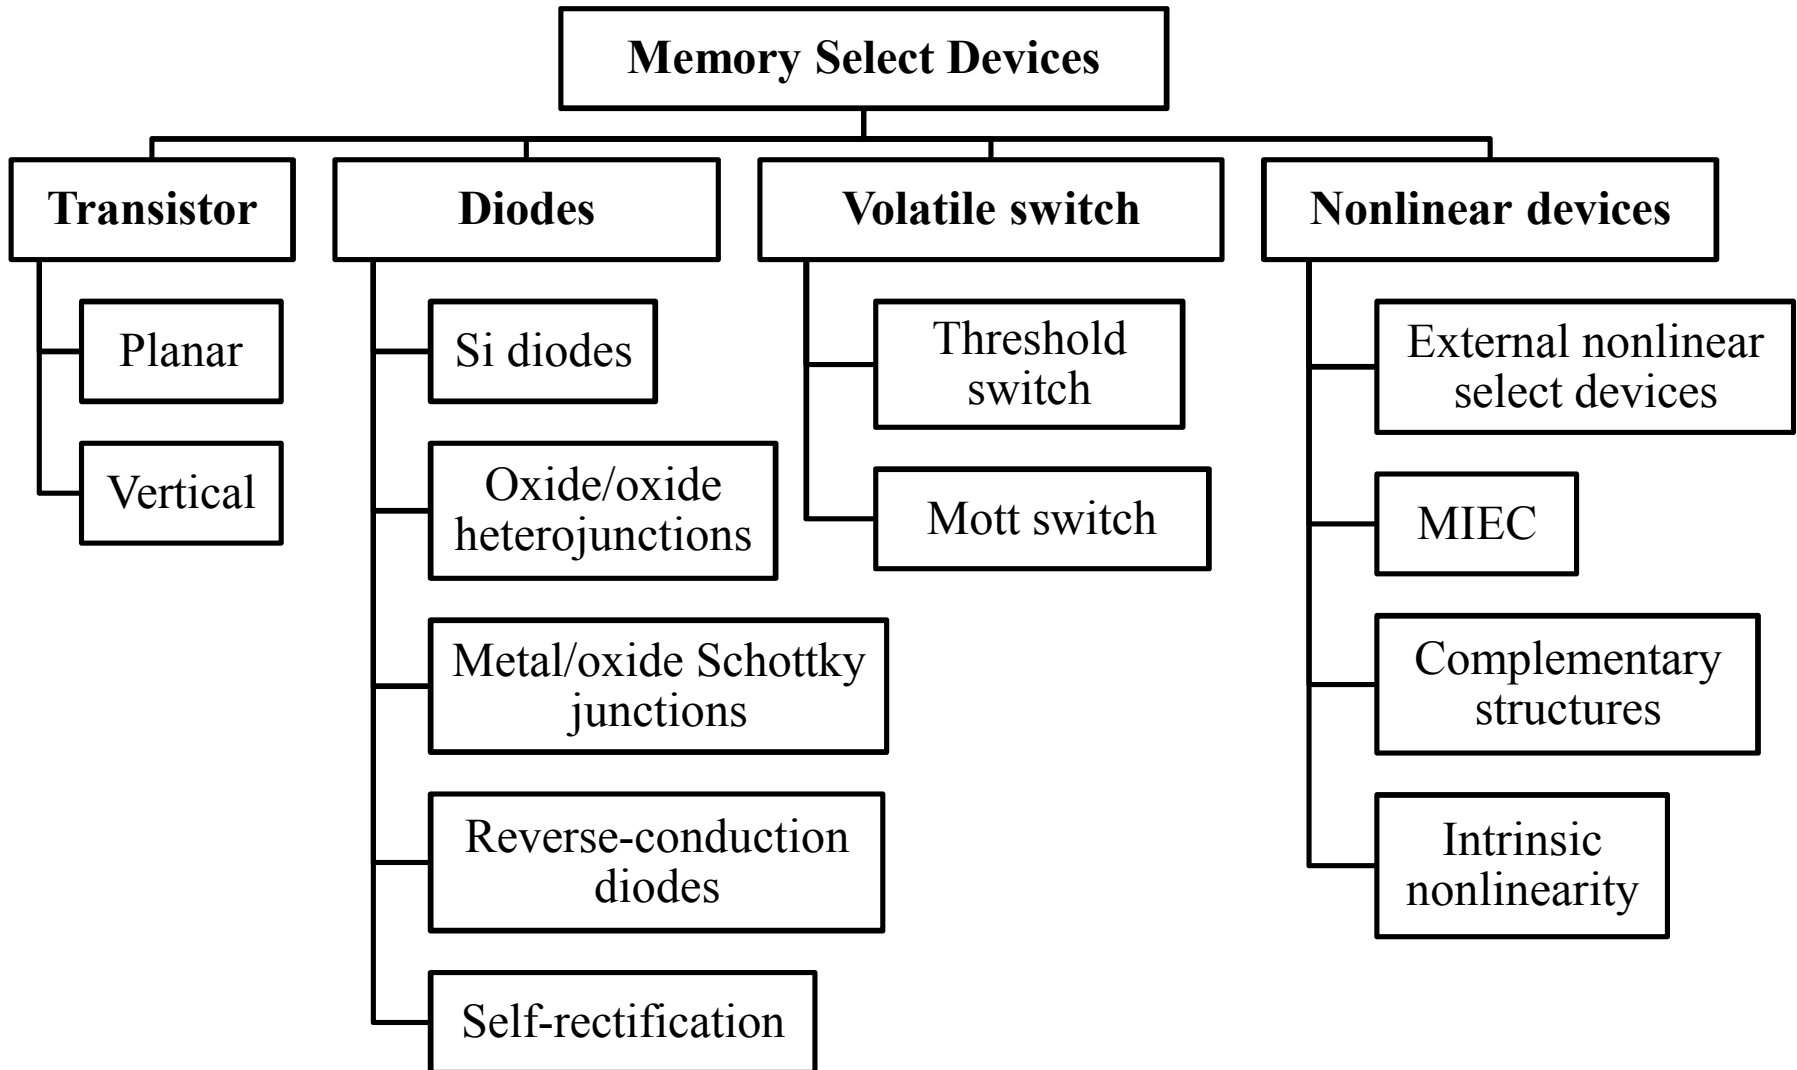 Memory Select Devices
Transistor
Planar
Vertical
Diodes
Si diodes
Oxide/oxide
heterojunctions
Metal/oxide Schottky
junctions
Reverse-conduction
diodes
Self-rectification
Volatile switch
Threshold
switch
Mott switch
Nonlinear devices
External nonlinear
select devices
MIEC
Complementary
structures
Intrinsic
nonlinearity